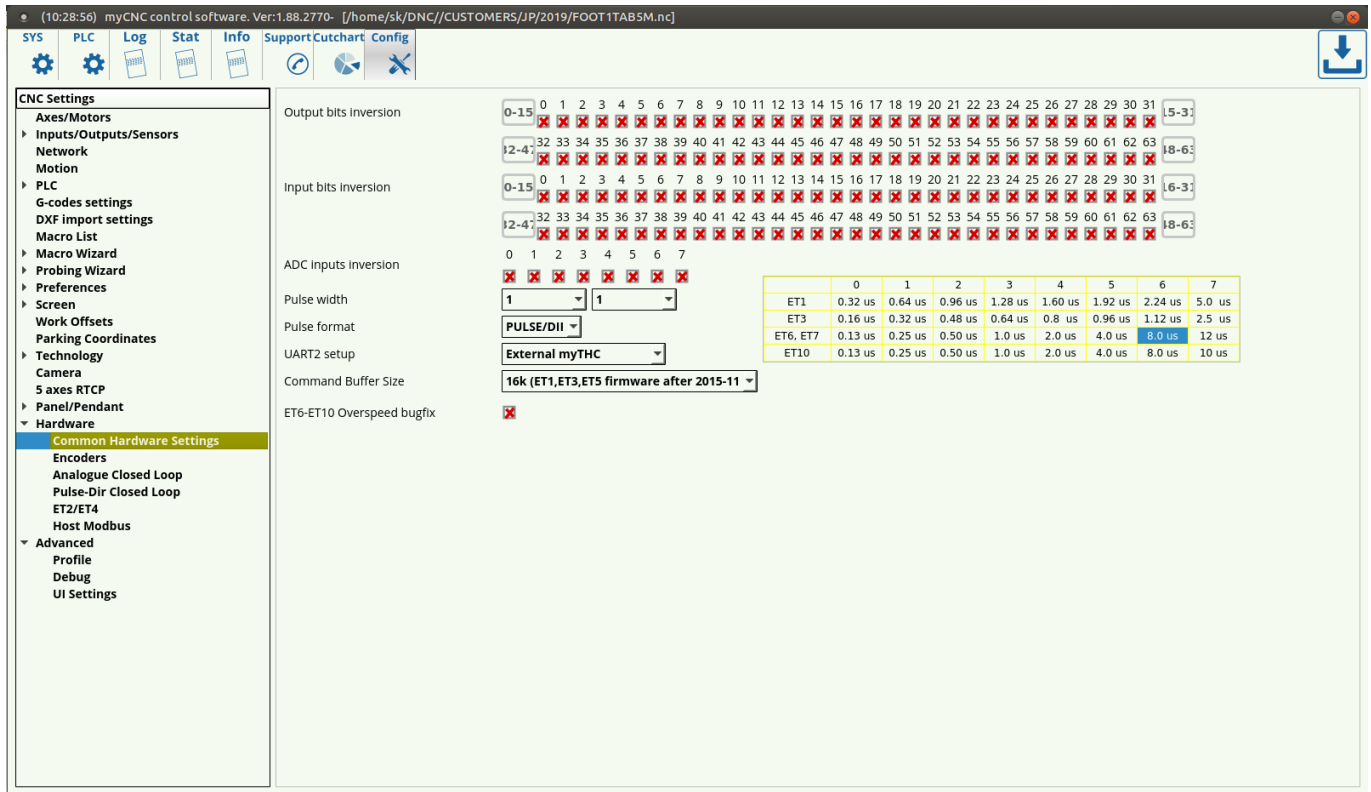 (10:28:56) myCNC control software. Ver:1.88.2770- [/home/sk/DNC//CUSTOMERS/JP/2019/FOOT1TAB5M.nc]
SYS PLC Log Stat Info Support Cutchart Config
CNC Settings
Axes/Motors
Inputs/Outputs/Sensors
Network
Motion
PLC
G-codes settings
DXF import settings
Macro List
Macro Wizard
Probing Wizard
Preferences
Screen
Work Offsets
Parking Coordinates
Technology
Camera
5 axes RTCP
Panel/Pendant
Hardware
Common Hardware Settings
Encoders
Analogue Closed Loop
Pulse-Dir Closed Loop
ET2/ET4
Host Modbus
Advanced
Profile
Debug
UI Settings
Output bits inversion 0-15 0 1 2 3 4 5 6 7 8 9 10 11 12 13 14 15 16 17 18 19 20 21 22 23 24 25 26 27 28 29 30 31
32 33 34 35 36 37 38 39 40 41 42 43 44 45 46 47 48 49 50 51 52 53 54 55 56 57 58 59 60 61 62 63
Input bits inversion 0-15 0 1 2 3 4 5 6 7 8 9 10 11 12 13 14 15 16 17 18 19 20 21 22 23 24 25 26 27 28 29 30 31
32 33 34 35 36 37 38 39 40 41 42 43 44 45 46 47 48 49 50 51 52 53 54 55 56 57 58 59 60 61 62 63
ADC inputs inversion 0 1 2 3 4 5 6 7
Pulse width 1 1
Pulse format PULSE/DII
UART2 setup External myTHC
Command Buffer Size 16k (ET1,ET3,ET5 firmware after 2015-11
ET6-ET10 Overspeed bugfix
0 1 2 3 4 5 6 7
ET1 0.32 us 0.64 us 0.96 us 1.28 us 1.60 us 1.92 us 2.24 us 5.0 us
ET3 0.16 us 0.32 us 0.48 us 0.64 us 0.8 us 0.96 us 1.12 us 2.5 us
ET6, ET7 0.13 us 0.25 us 0.50 us 1.0 us 2.0 us 4.0 us 8.0 us 12 us
ET10 0.13 us 0.25 us 0.50 us 1.0 us 2.0 us 4.0 us 8.0 us 10 us